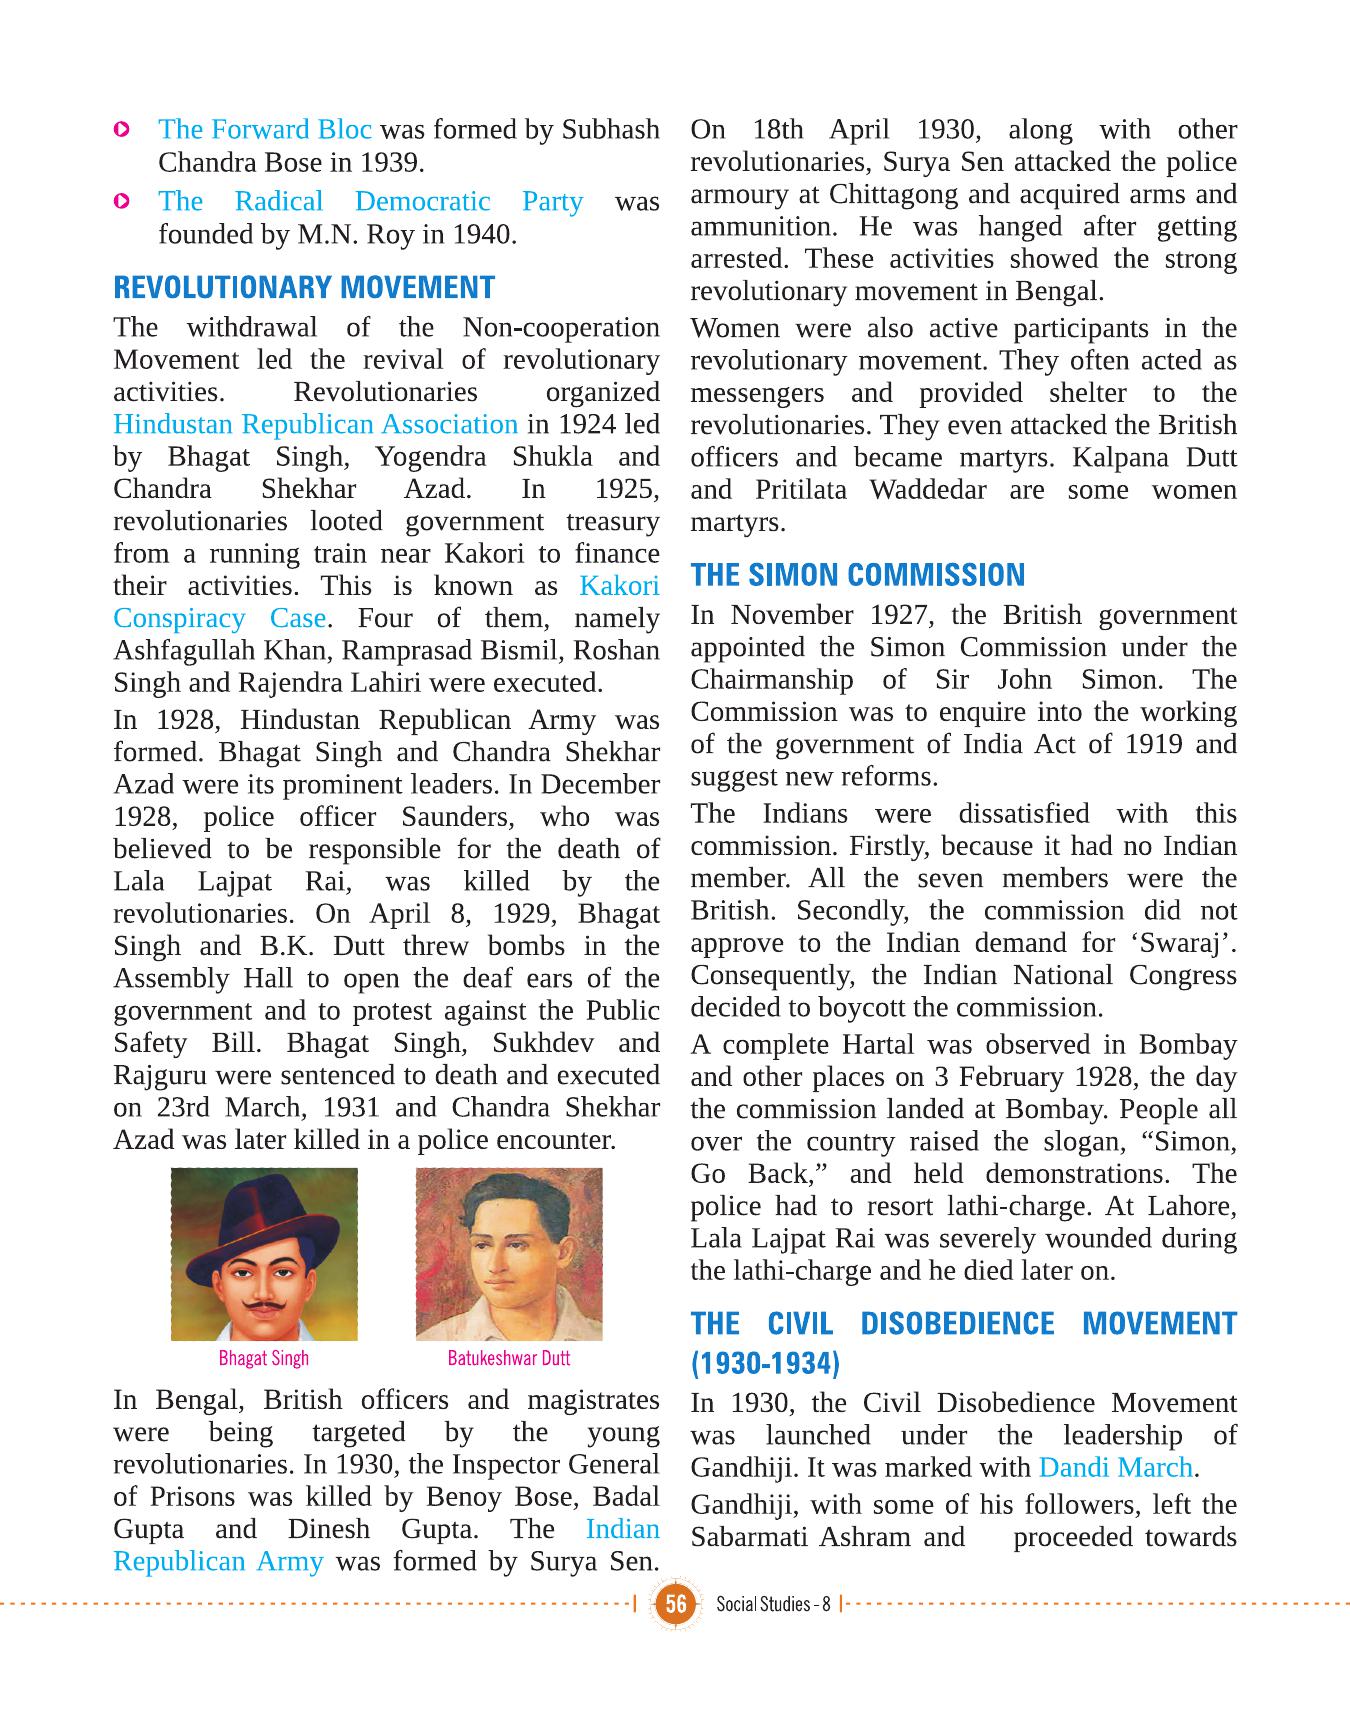 The Forward Bloc was formed by Subhash
Chandra Bose in 1939.
The Radical Democratic Party was
founded by M.N. Roy in 1940.
REVOLUTIONARY MOVEMENT
The withdrawal of the Non-cooperation
Movement led the revival of revolutionary
activities. Revolutionaries organized
Hindustan Republican Association in 1924 led
by Bhagat Singh, Yogendra Shukla and
Chandra Shekhar Azad. In 1925,
revolutionaries looted government treasury
from a running train near Kakori to finance
their activities. This is known as Kakori
Conspiracy Case. Four of them, namely
Ashfagullah Khan, Ramprasad Bismil, Roshan
Singh and Rajendra Lahiri were executed.
In 1928, Hindustan Republican Army was
formed. Bhagat Singh and Chandra Shekhar
Azad were its prominent leaders. In December
1928, police officer Saunders, who was
believed to be responsible for the death of
Lala Lajpat Rai, was killed by the
revolutionaries. On April 8, 1929, Bhagat
Singh and B.K. Dutt threw bombs in the
Assembly Hall to open the deaf ears of the
government and to protest against the Public
Safety Bill. Bhagat Singh, Sukhdev and
Rajguru were sentenced to death and executed
on 23rd March, 1931 and Chandra Shekhar
Azad was later killed in a police encounter.
Bhagat Singh
Batukeshwar Dutt
In Bengal, British officers and magistrates
were being targeted by the young
revolutionaries. In 1930, the Inspector General
of Prisons was killed by Benoy Bose, Badal
Gupta and Dinesh Gupta. The Indian
Republican Army was formed by Surya Sen.
On 18th April 1930, along with other
revolutionaries, Surya Sen attacked the police
armoury at Chittagong and acquired arms and
ammunition. He was hanged after getting
arrested. These activities showed the strong
revolutionary movement in Bengal.
Women were also active participants in the
revolutionary movement. They often acted as
messengers and provided shelter to the
revolutionaries. They even attacked the British
officers and became martyrs. Kalpana Dutt
and Pritilata Waddedar are some women
martyrs.
THE SIMON COMMISSION
In November 1927, the British government
appointed the Simon Commission under the
Chairmanship of Sir John Simon. The
Commission was to enquire into the working
of the government of India Act of 1919 and
suggest new reforms.
The Indians were dissatisfied with this
commission. Firstly, because it had no Indian
member. All the seven members were the
British. Secondly, the commission did not
approve to the Indian demand for ‘Swaraj’.
Consequently, the Indian National Congress
decided to boycott the commission.
A complete Hartal was observed in Bombay
and other places on 3 February 1928, the day
the commission landed at Bombay. People all
over the country raised the slogan, “Simon,
Go Back,” and held demonstrations. The
police had to resort lathi-charge. At Lahore,
Lala Lajpat Rai was severely wounded during
the lathi-charge and he died later on.
THE CIVIL DISOBEDIENCE MOVEMENT
(1930-1934)
In 1930, the Civil Disobedience Movement
was launched under the leadership of
Gandhiji. It was marked with Dandi March.
Gandhiji, with some of his followers, left the
Sabarmati Ashram and proceeded towards
56 Social Studies - 8